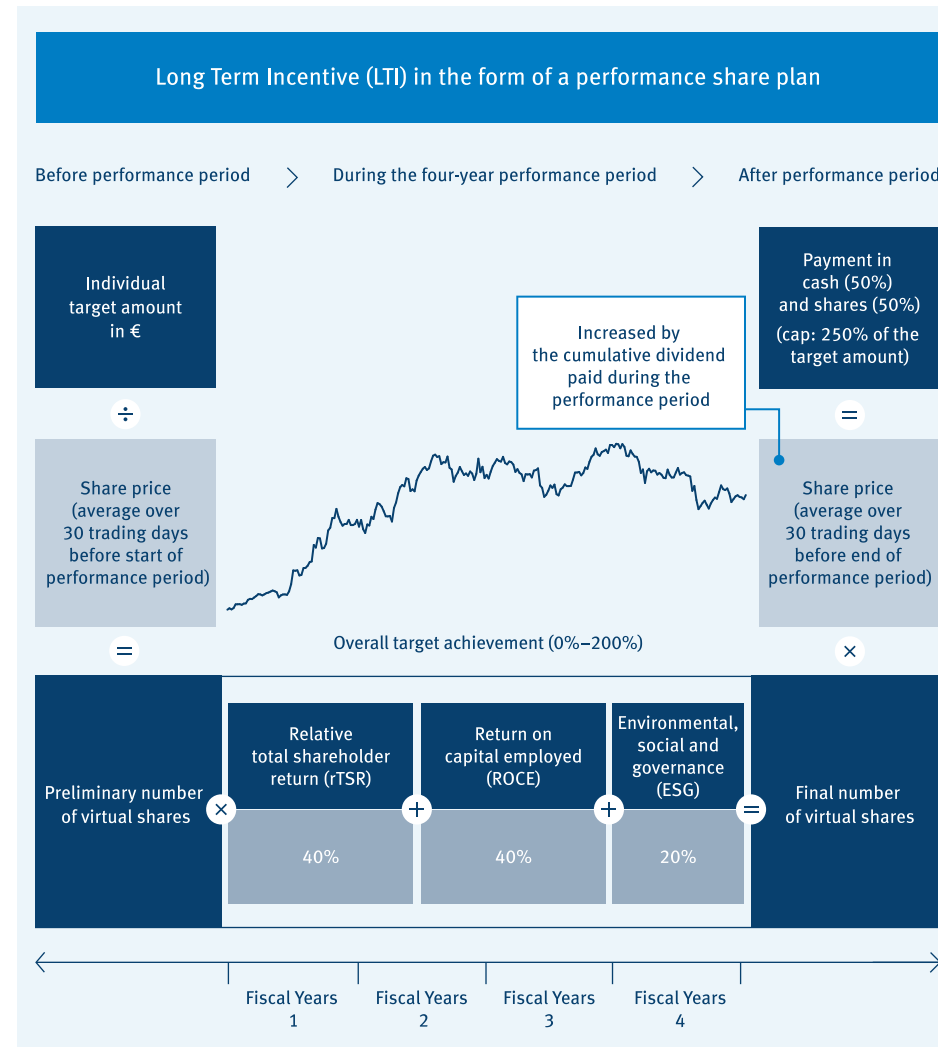 Long Term Incentive (LTI) in the form of a performance share plan
Before performance period
During the four-year performance period
After performance period
Individual
target amount
in €
÷
Share price
(average over
30 trading days
before start of
performance period)
=
Preliminary number
of virtual shares
×
Increased by
the cumulative dividend
paid during the
performance period
Overall target achievement (0%–200%)
Relative
total shareholder
return (rTSR)
40%
+
Return on
capital employed
(ROCE)
40%
+
Environmental,
social and
governance
(ESG)
20%
=
Payment in
cash (50%)
and shares (50%)
(cap: 250% of the
target amount)
=
Share price
(average over
30 trading days
before end of
performance period)
×
Final number
of virtual shares
Fiscal Years
1
Fiscal Years
2
Fiscal Years
3
Fiscal Years
4